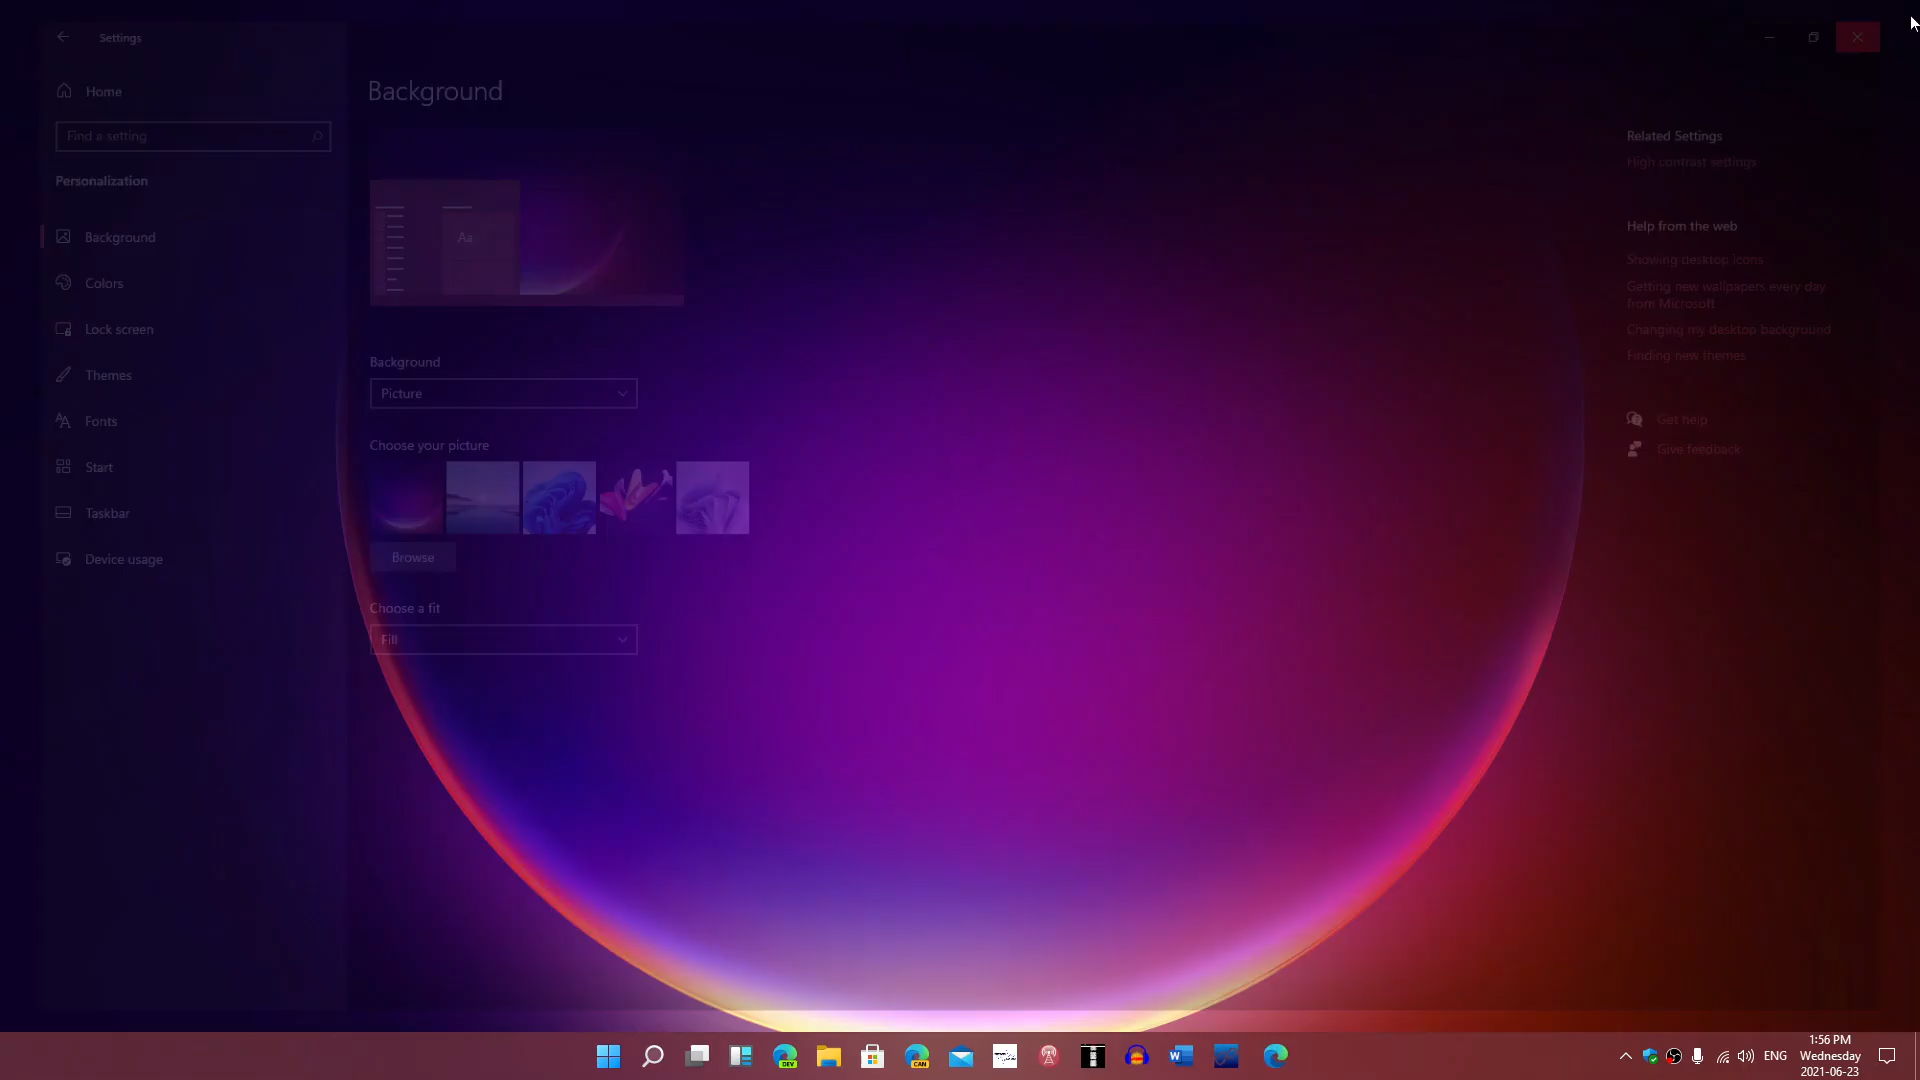 Settings
Home
Find a setting
Personalization
Background
Colors
Lock screen
Themes
Fonts
Start
Taskbar
Device usage
Background
Aa
Background
Picture
Choose your picture
Browse
Choose a fit
Fill
Related Settings
High contrast settings
Help from the web
Showing desktop icons
Getting new wallpapers every day
from Microsoft
Changing my desktop background
Finding new themes
Get help
Give feedback
DEV
CAN
W
ENG
1:56 PM
Wednesday
2021-06-23